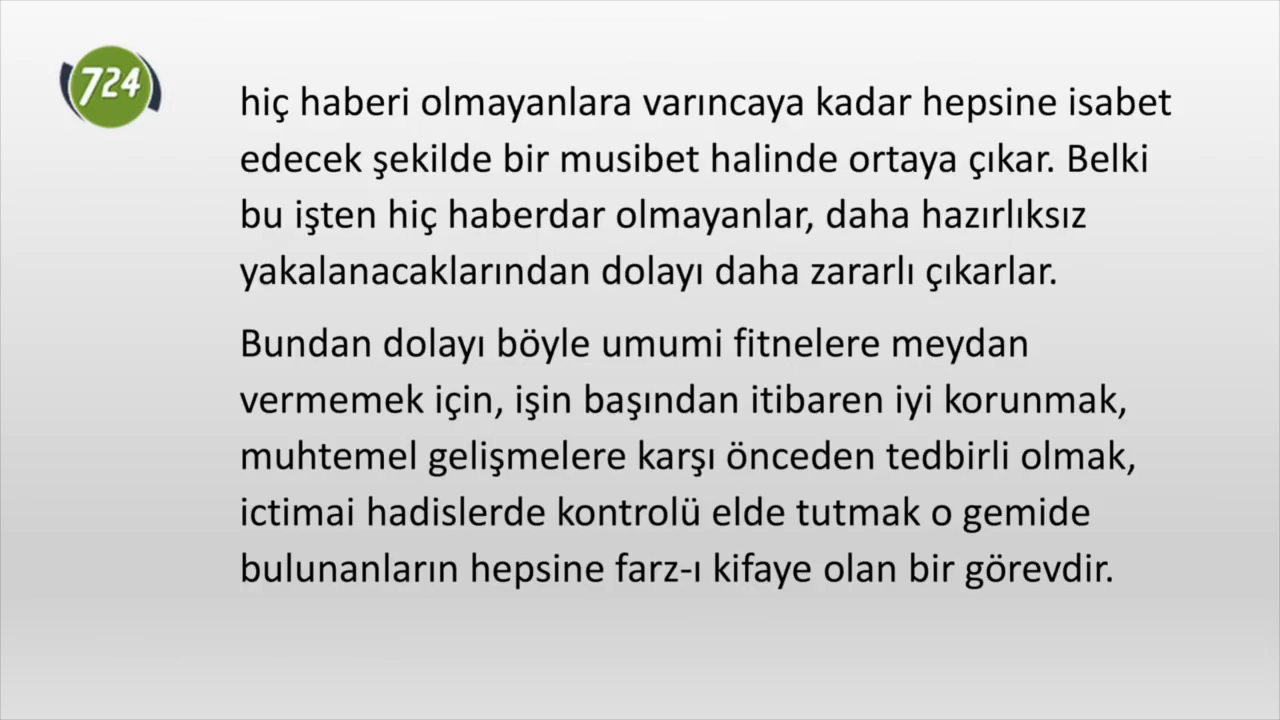 724
hiç haberi olmayanlara varıncaya kadar hepsine isabet
edecek şekilde bir musibet halinde ortaya çıkar. Belki
bu işten hiç haberdar olmayanlar, daha hazırlıksız
yakalanacaklarından dolayı daha zararlı çıkarlar.
Bundan dolayı böyle umumi fitnelere meydan
vermemek için, işin başından itibaren iyi korunmak,
muhtemel gelişmelere karşı önceden tedbirli olmak,
ictimai hadislerde kontrolü elde tutmak o gemide
bulunanların hepsine farz-ı kifaye olan bir görevdir.